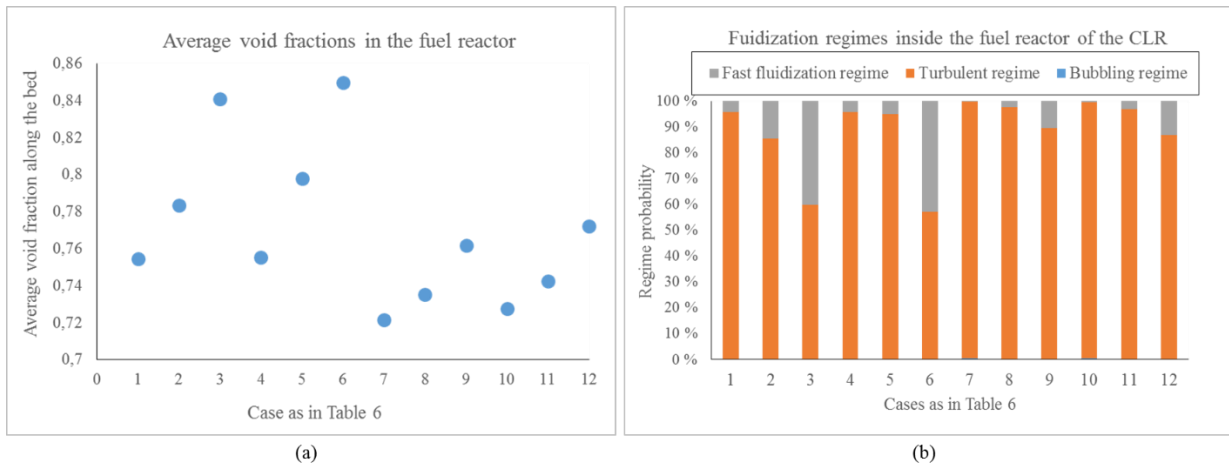 Average void fractions in the fuel reactor
Average void fraction along the bed
0,86
0,84
0,82
0,8
0,78
0,76
0,74
0,72
0,7
0 1 2 3 4 5 6 7 8 9 10 11 12
Case as in Table 6
(a)
Fuidization regimes inside the fuel reactor of the CLR
Fast fluidization regime Turbulent regime Bubbling regime
Regime probability
100 %
90 %
80 %
70 %
60 %
50 %
40 %
30 %
20 %
10 %
0 %
1 2 3 4 5 6 7 8 9 10 11 12
Cases as in Table 6
(b)